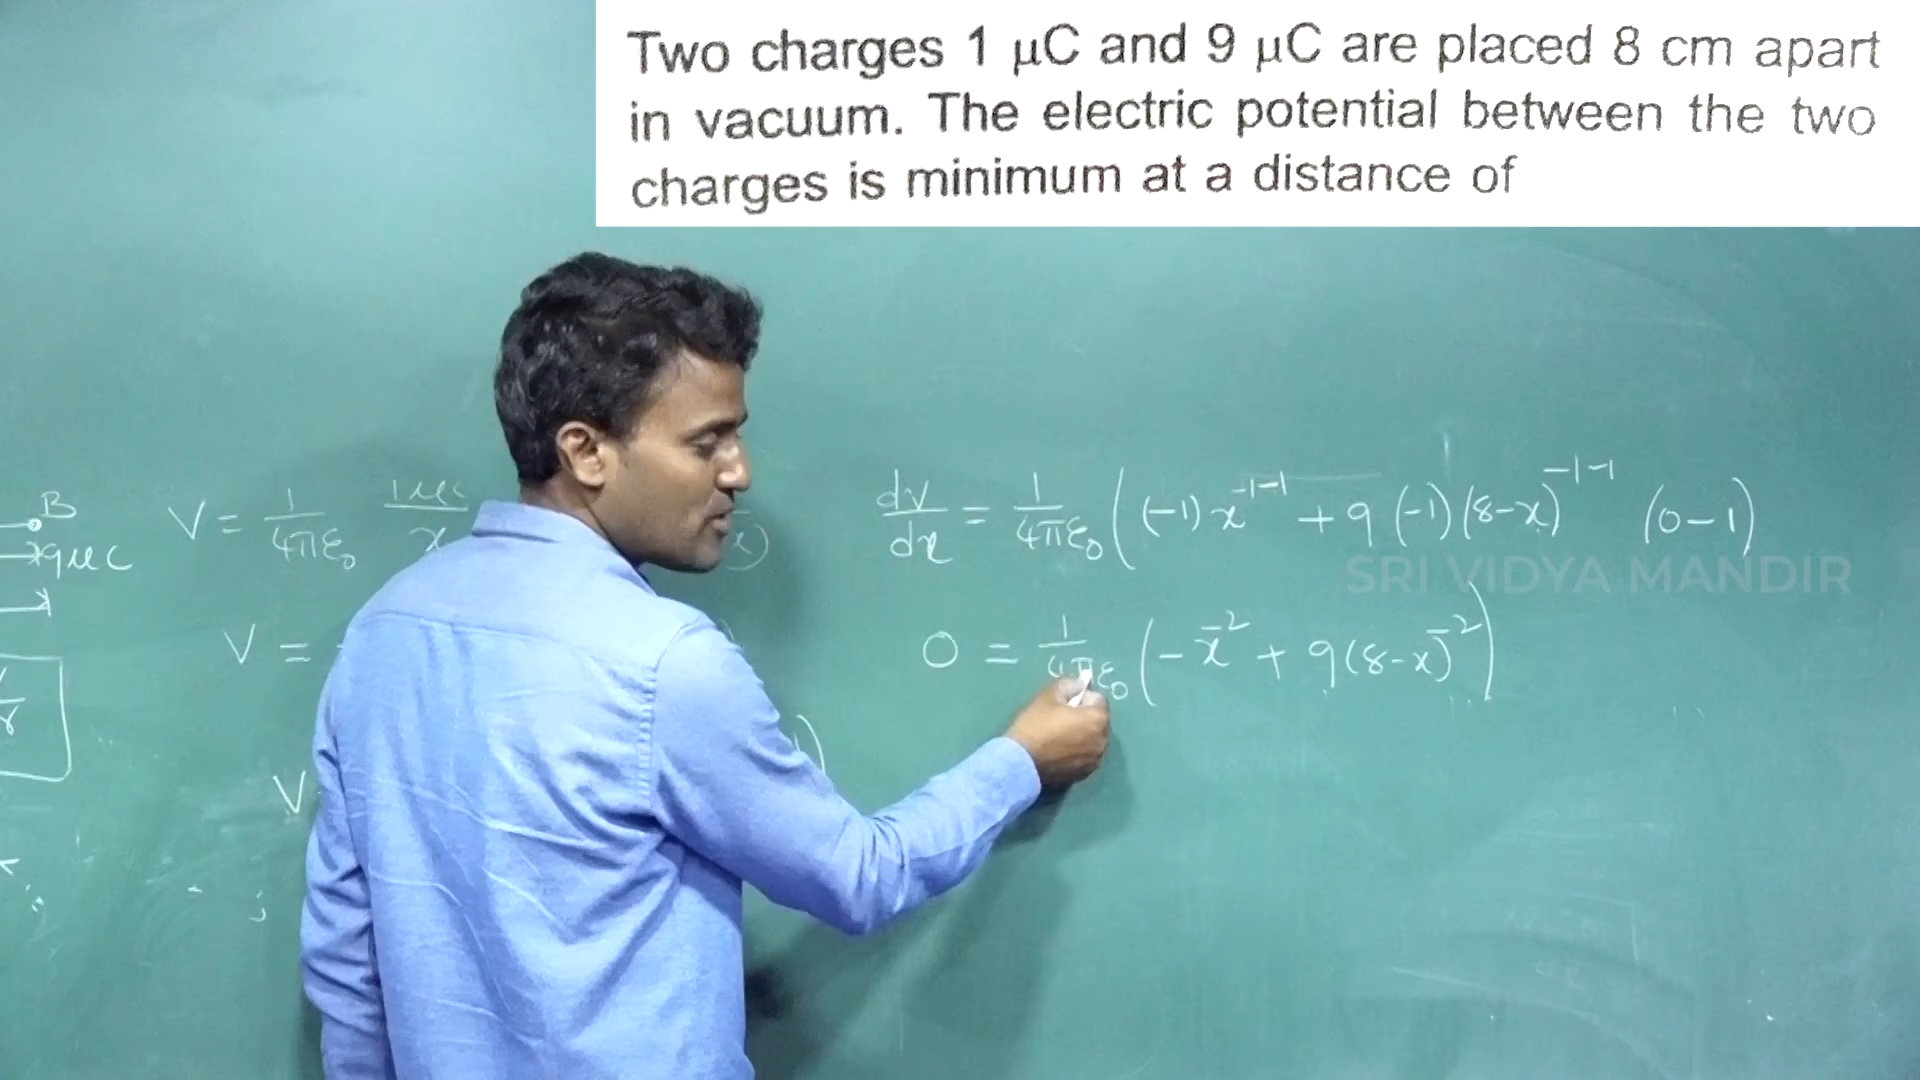 Two charges 1 μC and 9 μC are placed 8 cm apart
in vacuum. The electric potential between the two
charges is minimum at a distance of
B
9μC
V = 1/4πε₀ 1μC/x
x)
dV/dx = 1/4πε₀ ( (-1) x⁻¹⁻¹ + 9 (-1) (8-x)⁻¹⁻¹ (0-1)
SRI VIDYA MANDIR
V =
0 = 1/4πε₀ ( -x⁻² + 9(8-x)⁻² )
V